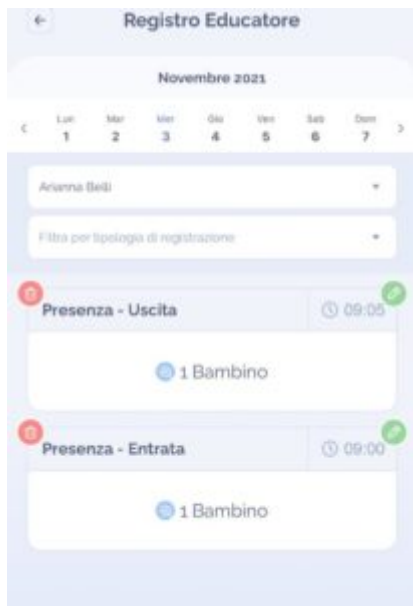 Registro Educatore
Novembre 2021
Lun Mar Mer Gio Ven Sab Dom
1 2 3 4 5 6 7
Arianna Belli
Filtra per tipologia di registrazione
Presenza - Uscita 09:05
1 Bambino
Presenza - Entrata 09:00
1 Bambino